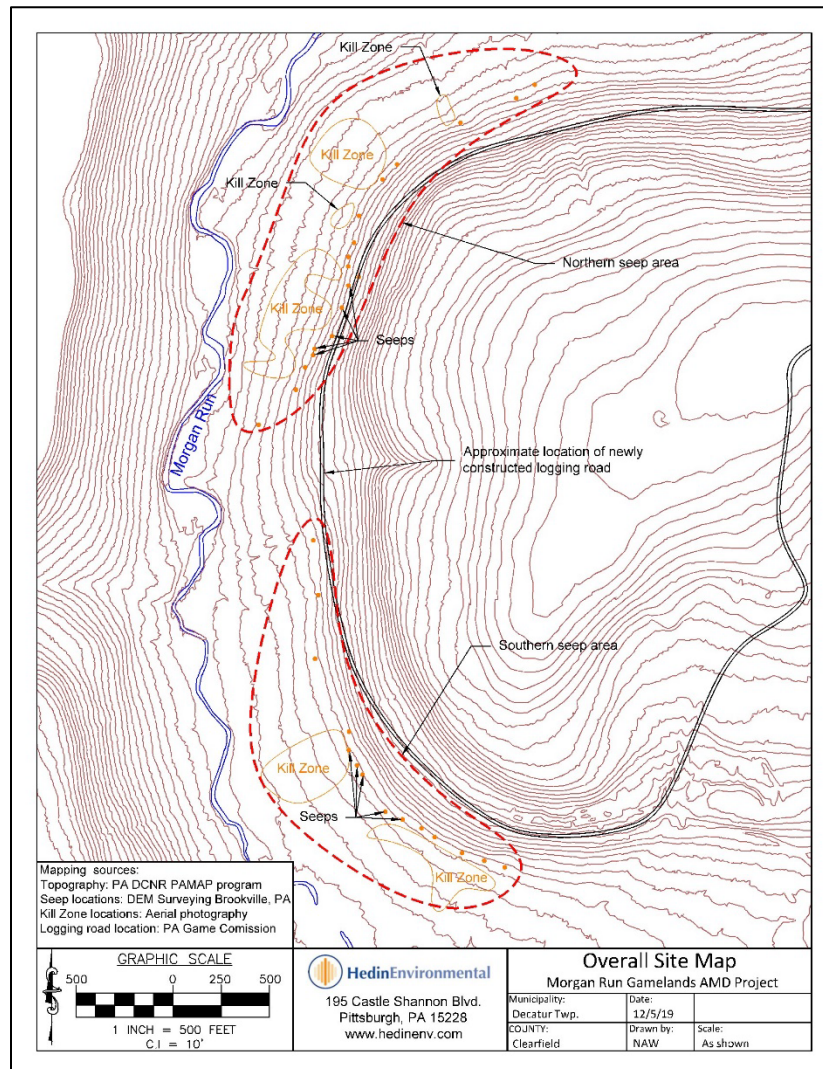 Kill Zone
Kill Zone
Kill Zone
Northern seep area
Kill Zone
Seeps
Morgan Run
Approximate location of newly
constructed logging road
Southern seep area
Kill Zone
Seeps
Kill Zone
Mapping sources:
Topography: PA DCNR PAMAP program
Seep locations: DEM Surveying Brookville, PA
Kill Zone locations: Aerial photography
Logging road location: PA Game Comission
GRAPHIC SCALE
500 0 250 500
1 INCH = 500 FEET
C.I = 10'
HedinEnvironmental
195 Castle Shannon Blvd.
Pittsburgh, PA 15228
www.hedinenv.com
Overall Site Map
Morgan Run Gamelands AMD Project
Municipality: Date:
Decatur Twp. 12/5/19
COUNTY: Drawn by: Scale:
Clearfield NAW As shown